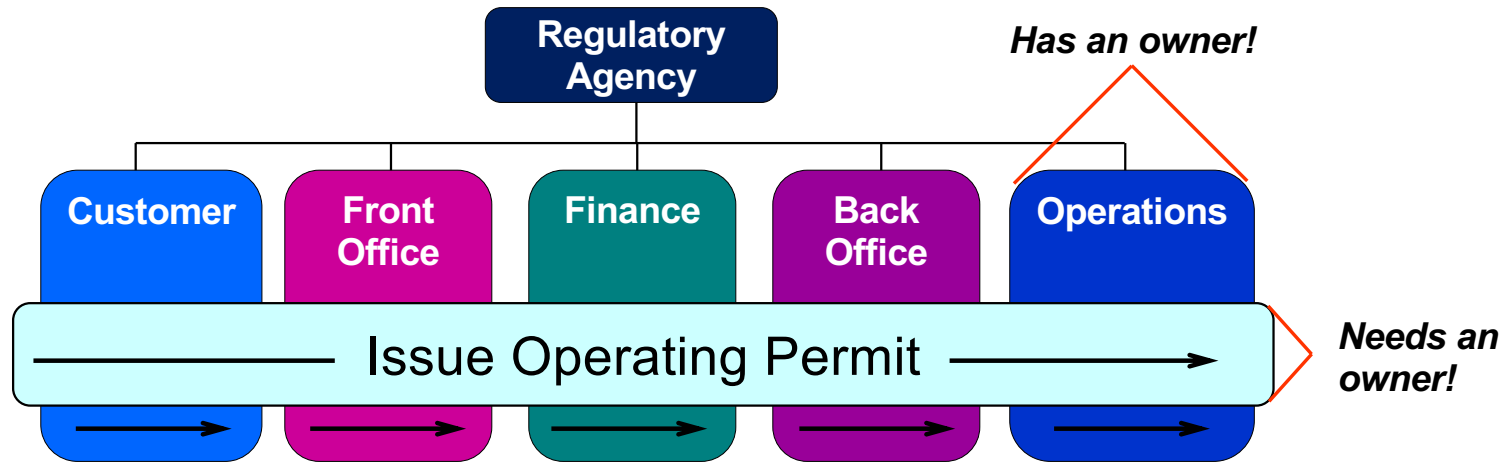 Regulatory
Agency
Has an owner!
Customer
Front
Office
Finance
Back
Office
Operations
Issue Operating Permit
Needs an
owner!